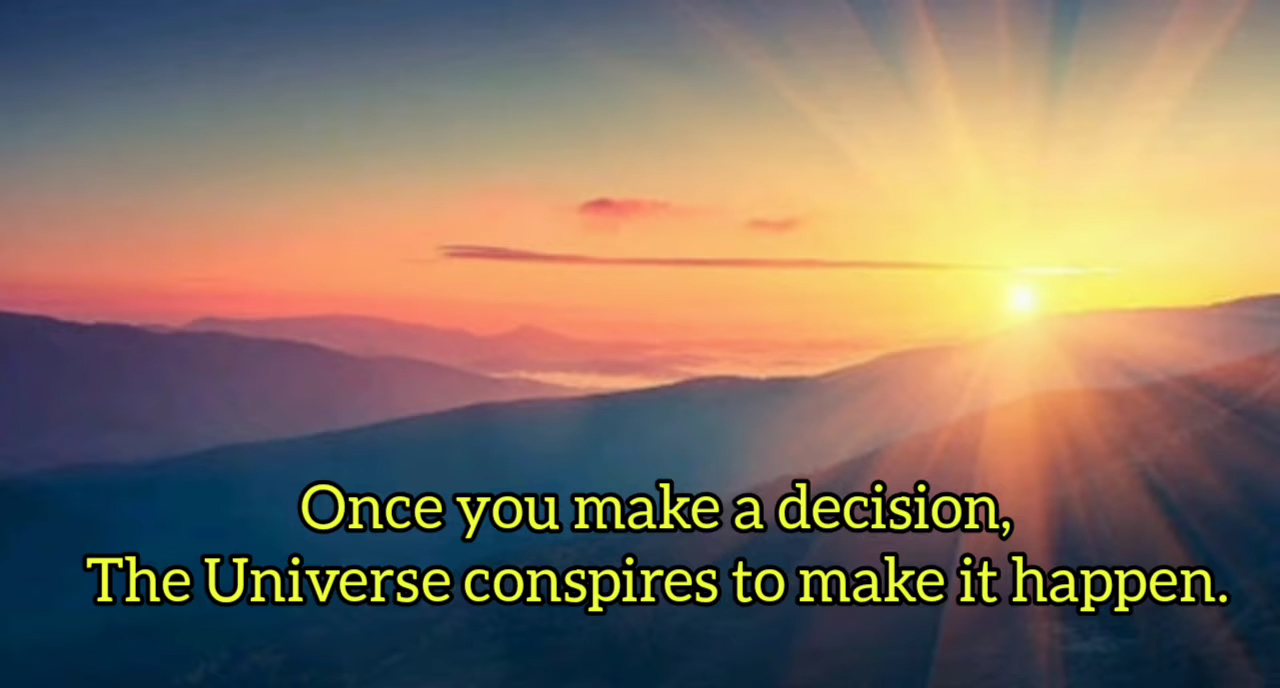 Once you make a decision,
The Universe conspires to make it happen.